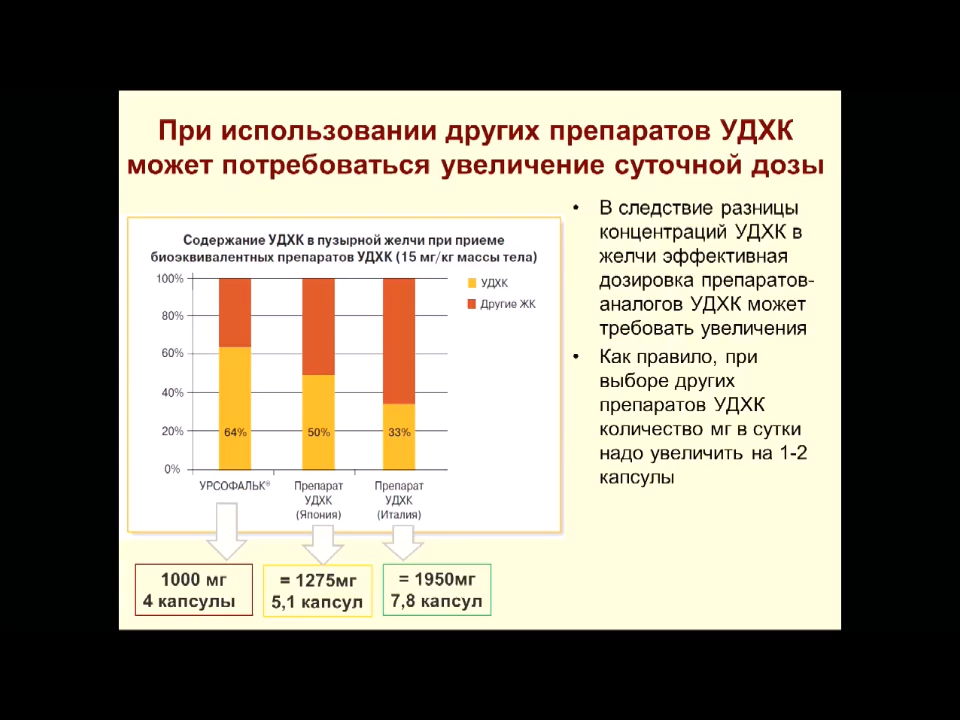 При использовании других препаратов УДХК
может потребоваться увеличение суточной дозы
Содержание УДХК в пузырной желчи при приеме
биоэквивалентных препаратов УДХК (15 мг/кг массы тела)
100%
80%
60%
40%
20%
0%
УДХК
Другие ЖК
64%
50%
33%
УРСОФАЛЬК®
Препарат
УДХК
(Япония)
Препарат
УДХК
(Италия)
1000 мг
4 капсулы
= 1275мг
5,1 капсул
= 1950мг
7,8 капсул
• В следствие разницы
концентраций УДХК в
желчи эффективная
дозировка препаратов-
аналогов УДХК может
требовать увеличения
• Как правило, при
выборе других
препаратов УДХК
количество мг в сутки
надо увеличить на 1-2
капсулы